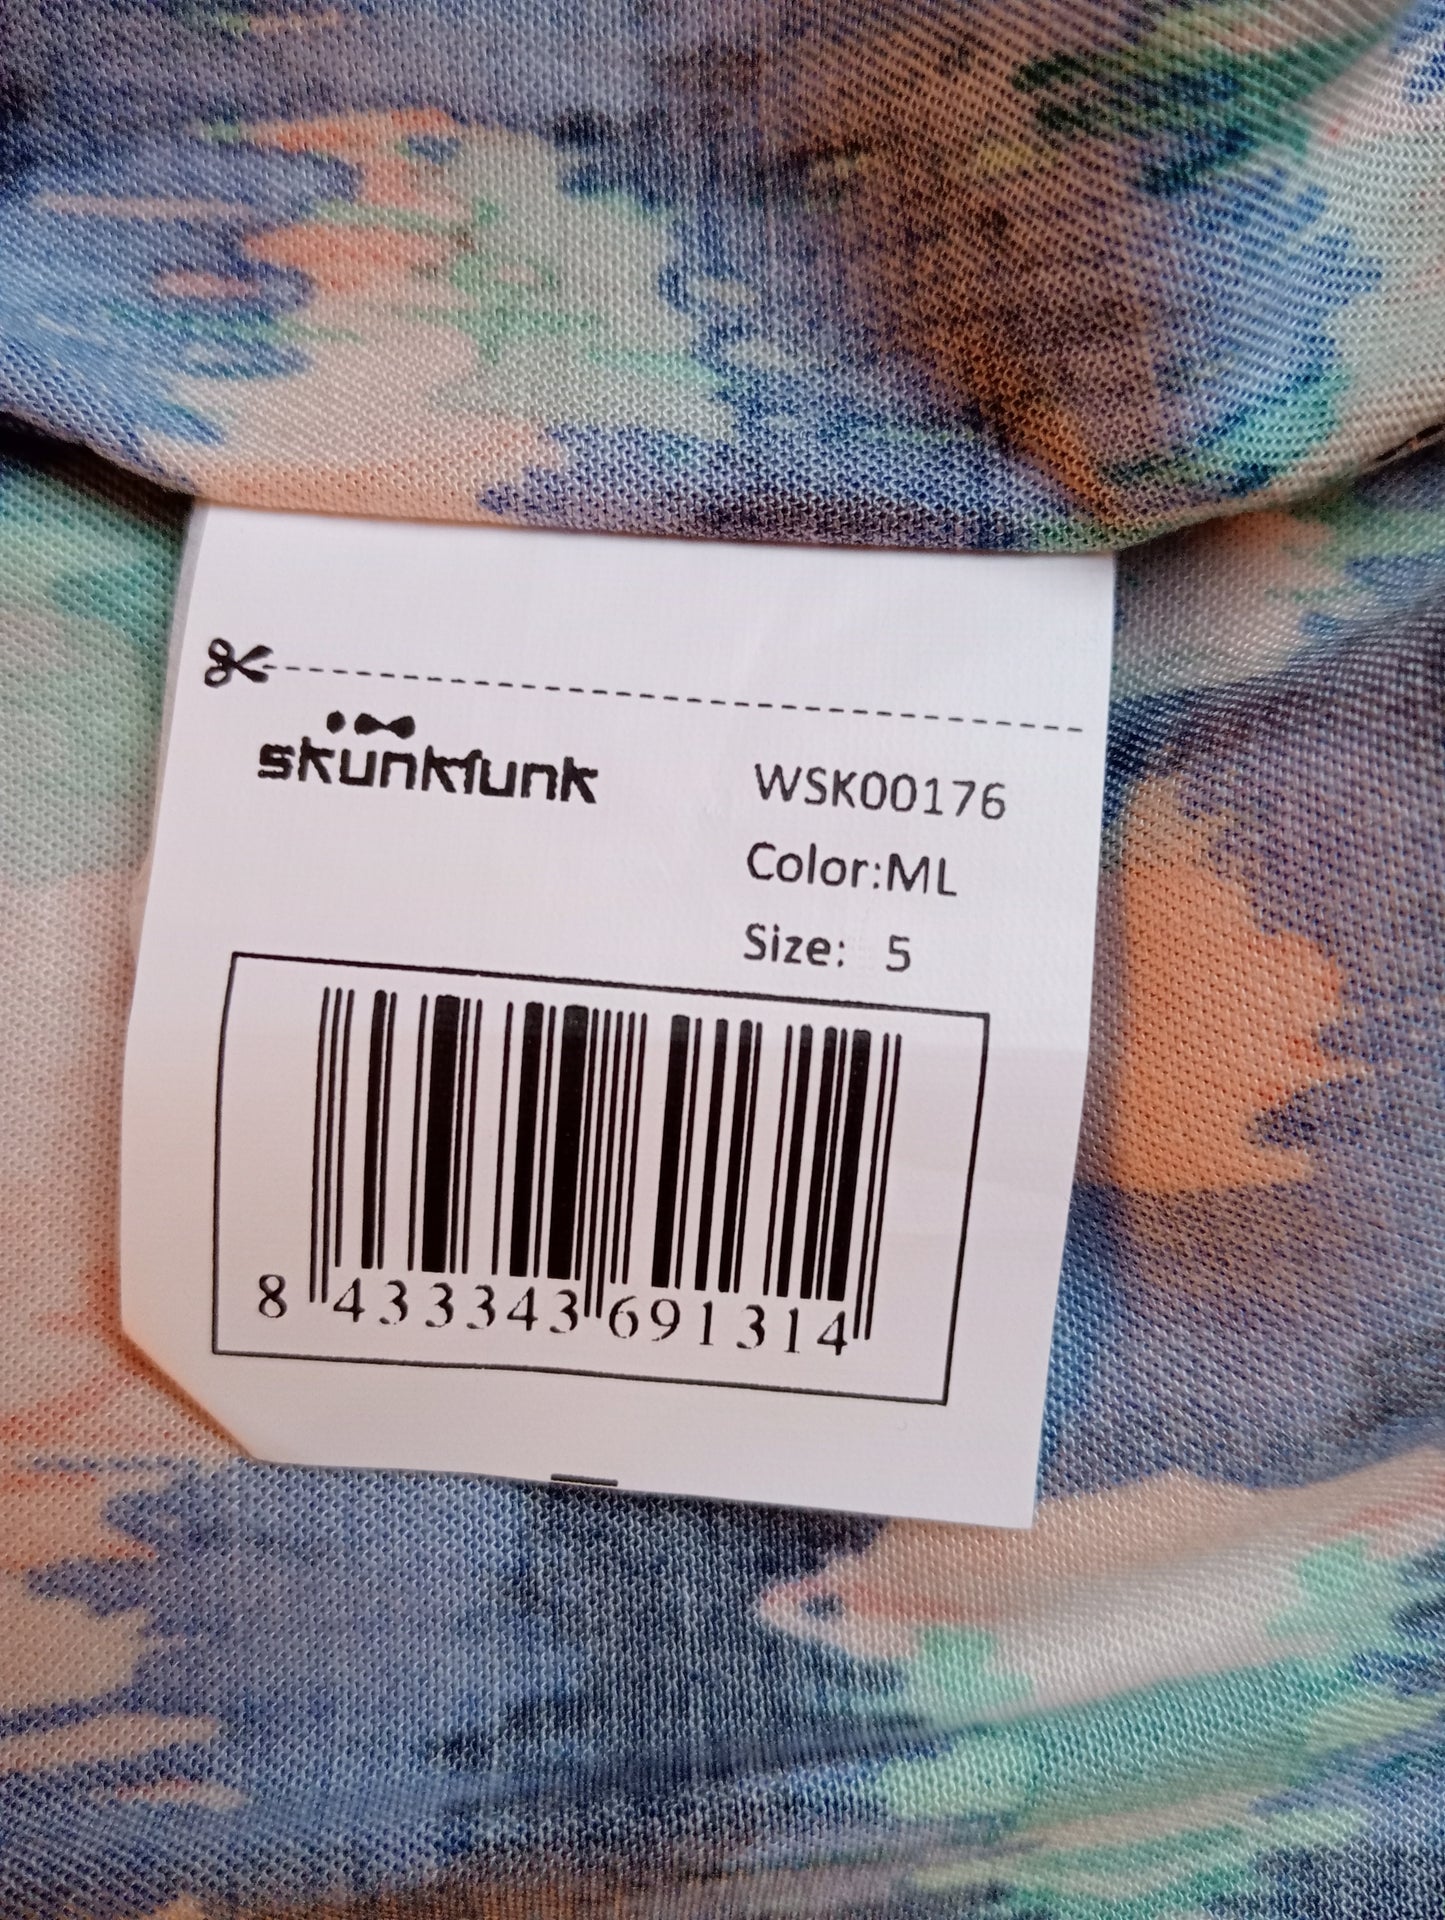 skunkfunk
WSK00176
Color:ML
Size: 5
8 433343 691314